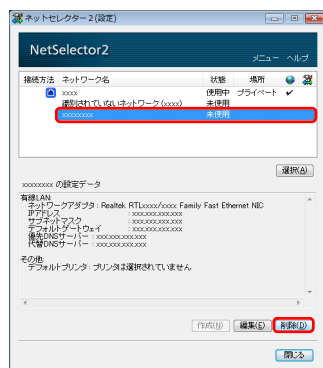 ネットセレクター2(設定)
NetSelector2
メニュー ヘルプ
接続方法 ネットワーク名 状態 場所
xxxx 使用中 プライベート
識別されていないネットワーク (xxxx) 未使用
xxxxxxxx 未使用
選択(A)
xxxxxxxx の設定データ
有線LAN
ネットワークアダプタ : Realtek RTLxxxx/xxxx Family Fast Ethernet NIC
IPアドレス : xxx.xxx.xxx.xxx
サブネットマスク : xxx.xxx.xxx.xxx
デフォルトゲートウェイ : xxx.xxx.xxx.xxx
優先DNSサーバー : xxx.xxx.xxx.xxx
代替DNSサーバー : xxx.xxx.xxx.xxx
その他:
デフォルトプリンタ : プリンタは選択されていません
作成(N) 編集(E) 削除(D)
閉じる